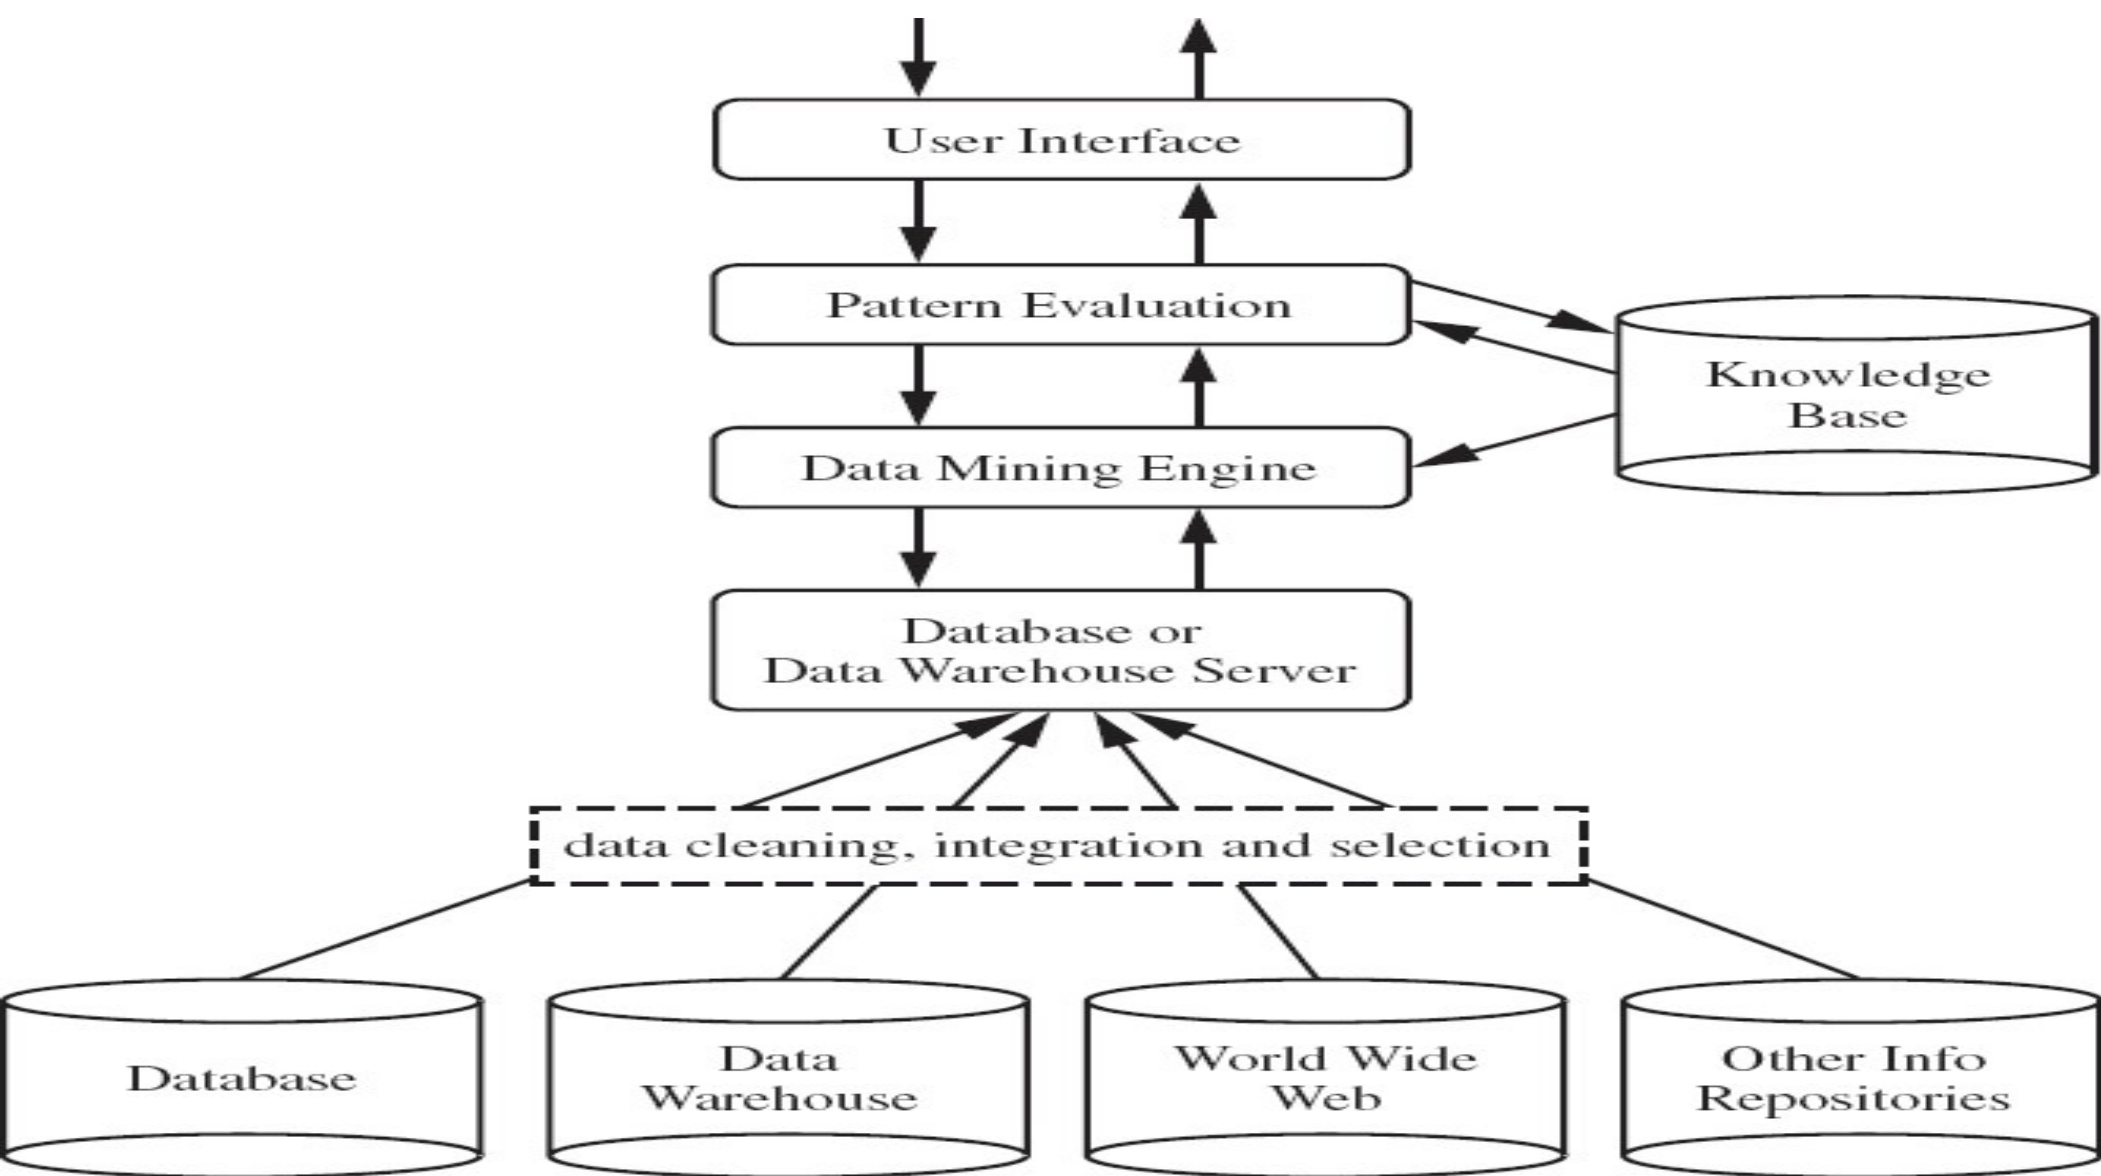 User Interface
Pattern Evaluation
Knowledge
Base
Data Mining Engine
Database or
Data Warehouse Server
data cleaning, integration and selection
Database
Data
Warehouse
World Wide
Web
Other Info
Repositories